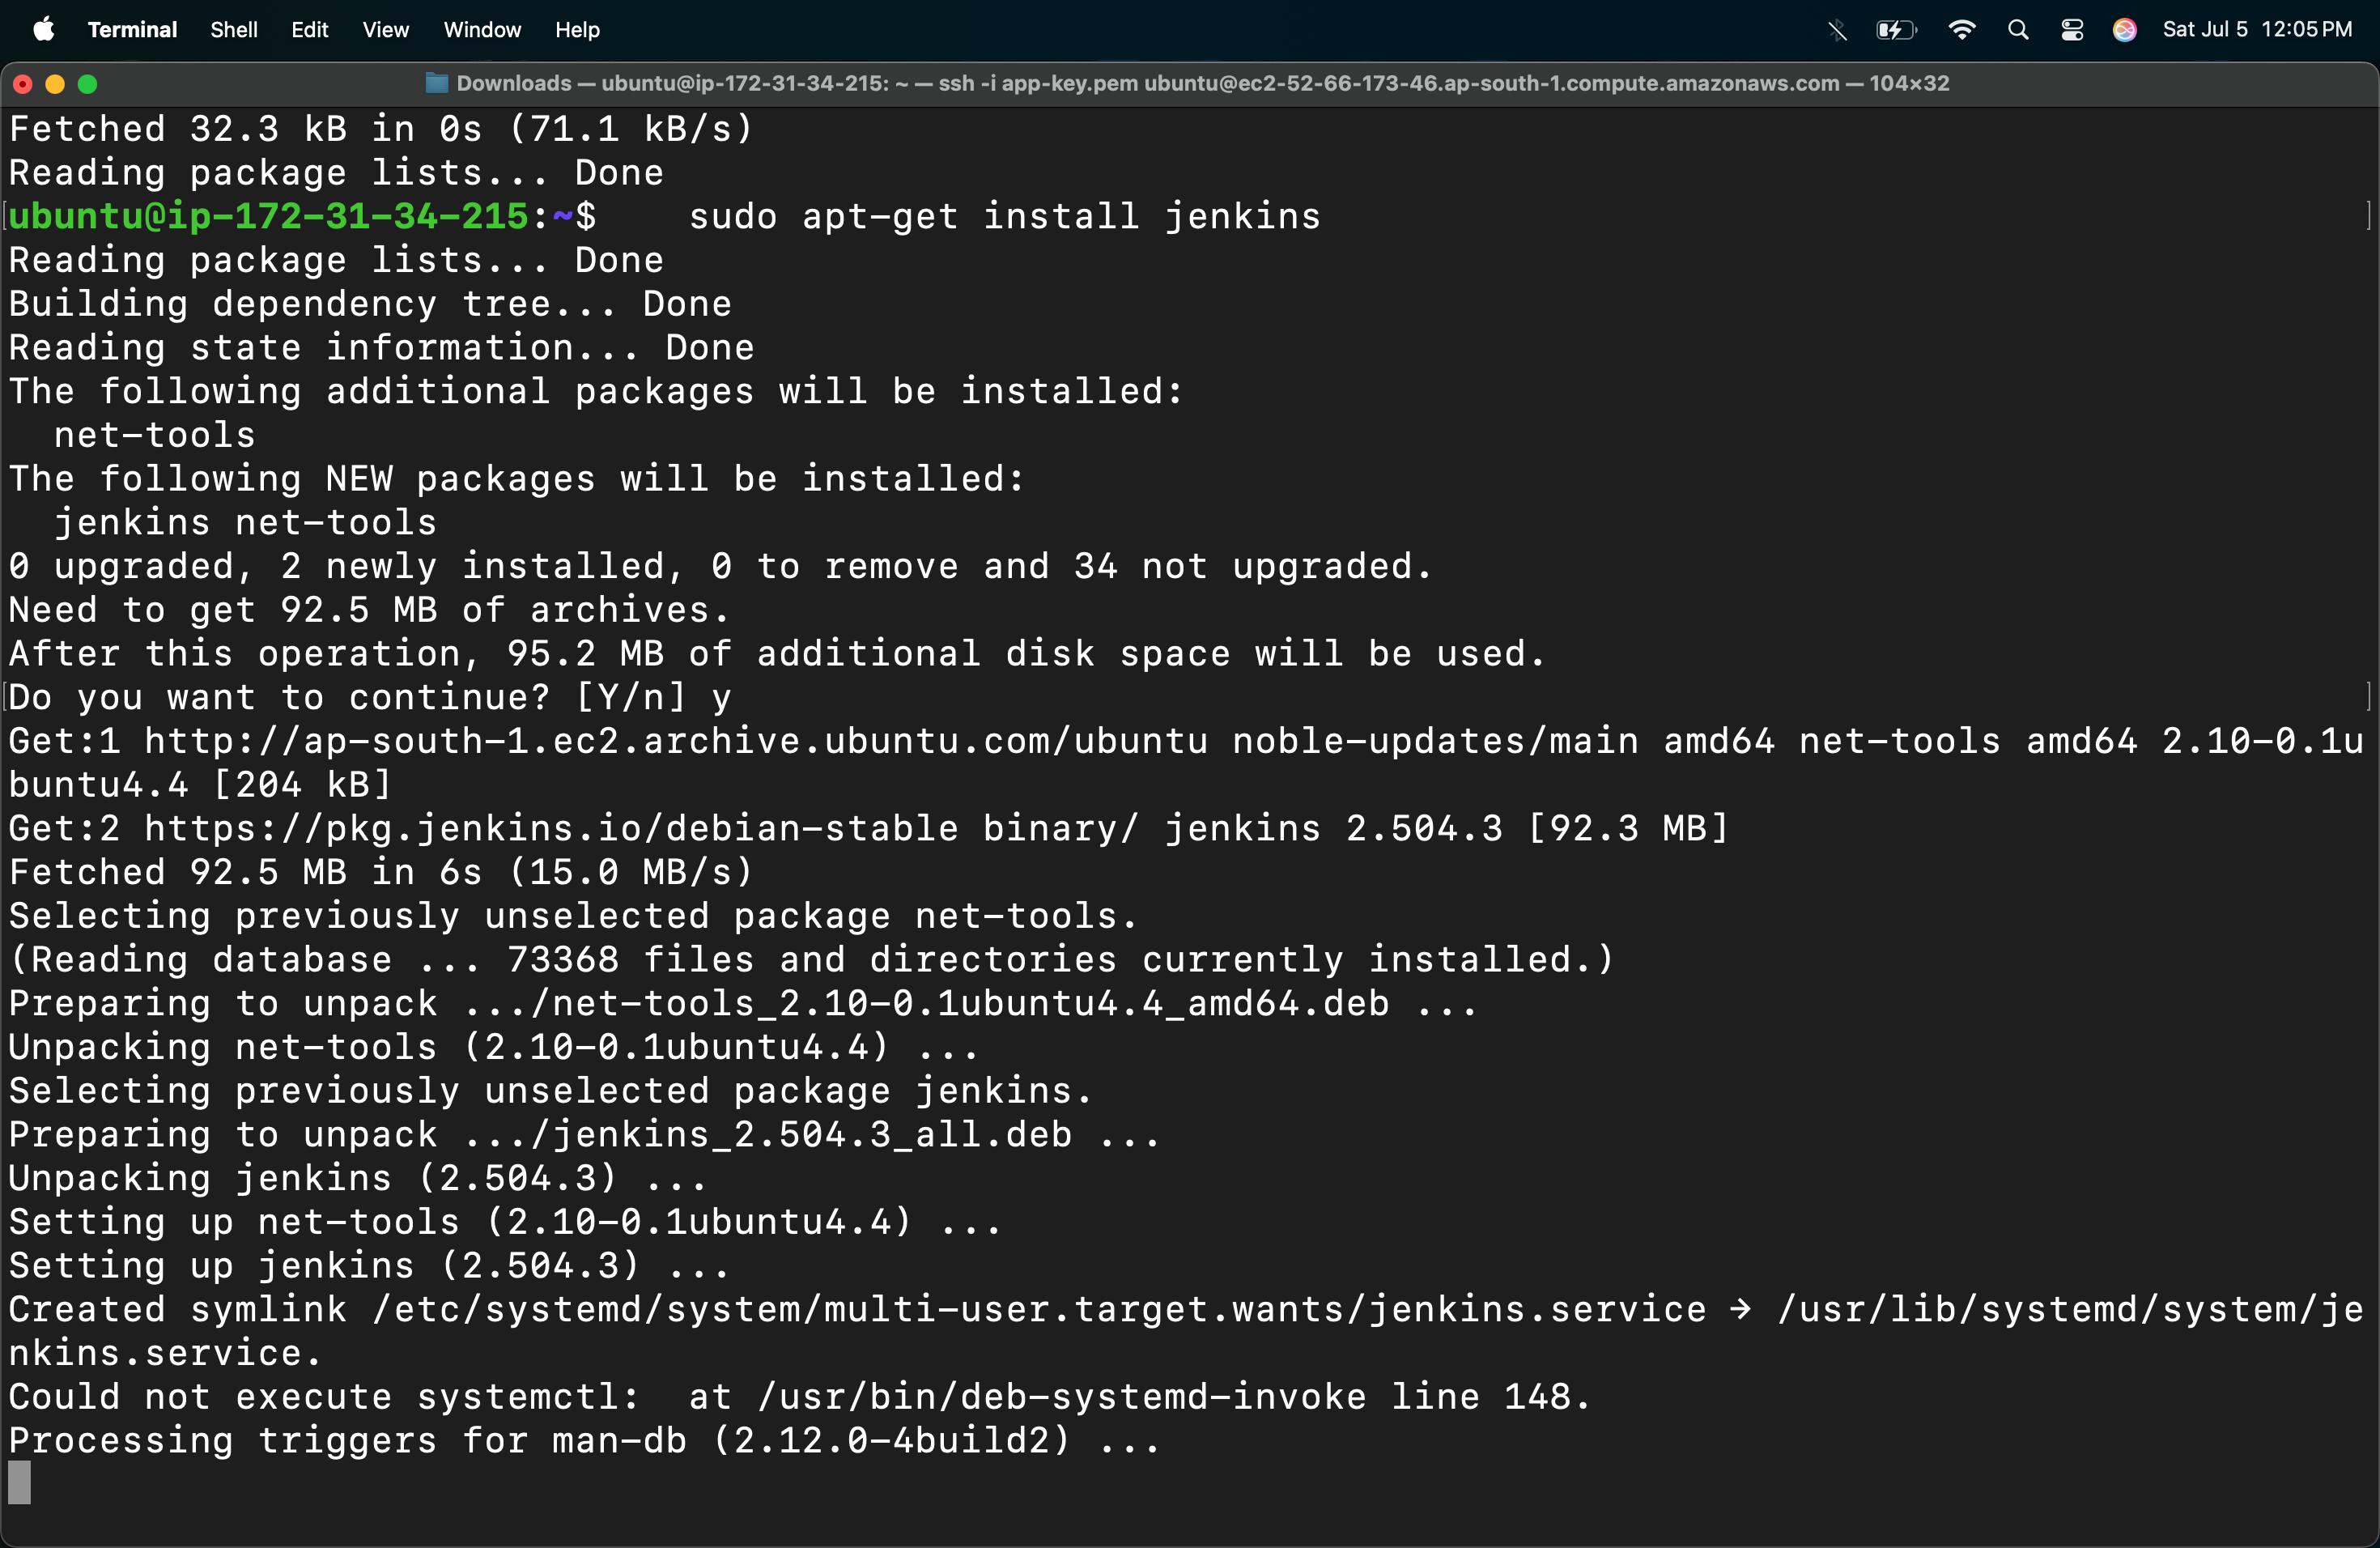 Terminal Shell Edit View Window Help Sat Jul 5 12:05 PM
Downloads — ubuntu@ip-172-31-34-215: ~ — ssh -i app-key.pem ubuntu@ec2-52-66-173-46.ap-south-1.compute.amazonaws.com — 104×32
Fetched 32.3 kB in 0s (71.1 kB/s)
Reading package lists... Done
[ubuntu@ip-172-31-34-215:~$    sudo apt-get install jenkins ]
Reading package lists... Done
Building dependency tree... Done
Reading state information... Done
The following additional packages will be installed:
  net-tools
The following NEW packages will be installed:
  jenkins net-tools
0 upgraded, 2 newly installed, 0 to remove and 34 not upgraded.
Need to get 92.5 MB of archives.
After this operation, 95.2 MB of additional disk space will be used.
[Do you want to continue? [Y/n] y ]
Get:1 http://ap-south-1.ec2.archive.ubuntu.com/ubuntu noble-updates/main amd64 net-tools amd64 2.10-0.1u
buntu4.4 [204 kB]
Get:2 https://pkg.jenkins.io/debian-stable binary/ jenkins 2.504.3 [92.3 MB]
Fetched 92.5 MB in 6s (15.0 MB/s)
Selecting previously unselected package net-tools.
(Reading database ... 73368 files and directories currently installed.)
Preparing to unpack .../net-tools_2.10-0.1ubuntu4.4_amd64.deb ...
Unpacking net-tools (2.10-0.1ubuntu4.4) ...
Selecting previously unselected package jenkins.
Preparing to unpack .../jenkins_2.504.3_all.deb ...
Unpacking jenkins (2.504.3) ...
Setting up net-tools (2.10-0.1ubuntu4.4) ...
Setting up jenkins (2.504.3) ...
Created symlink /etc/systemd/system/multi-user.target.wants/jenkins.service → /usr/lib/systemd/system/je
nkins.service.
Could not execute systemctl:  at /usr/bin/deb-systemd-invoke line 148.
Processing triggers for man-db (2.12.0-4build2) ...